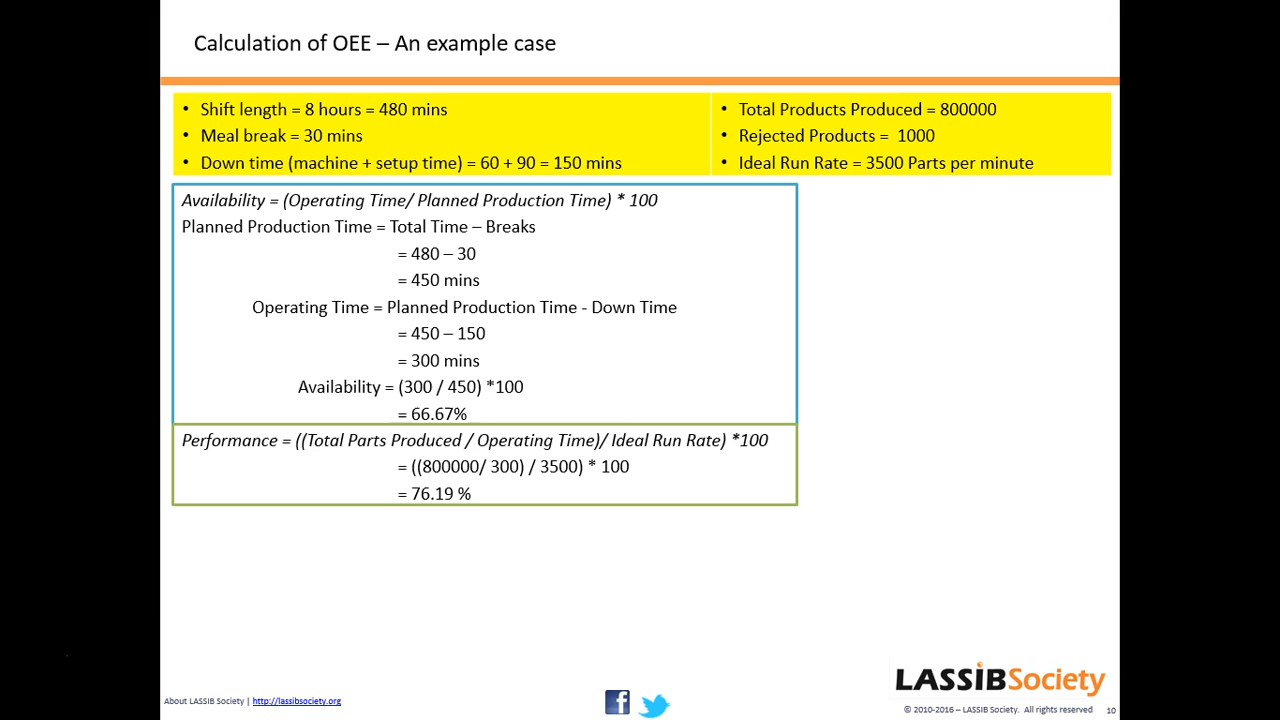 Calculation of OEE – An example case
• Shift length = 8 hours = 480 mins
• Meal break = 30 mins
• Down time (machine + setup time) = 60 + 90 = 150 mins
• Total Products Produced = 800000
• Rejected Products =  1000
• Ideal Run Rate = 3500 Parts per minute
Availability = (Operating Time/ Planned Production Time) * 100
Planned Production Time = Total Time – Breaks
= 480 – 30
= 450 mins
Operating Time = Planned Production Time - Down Time
= 450 – 150
= 300 mins
Availability = (300 / 450) *100
= 66.67%
Performance = ((Total Parts Produced / Operating Time)/ Ideal Run Rate) *100
= ((800000/ 300) / 3500) * 100
= 76.19 %
LASSiBSociety
About LASSIB Society | http://lassibsociety.org
© 2010-2016 – LASSIB Society.  All rights reserved
10